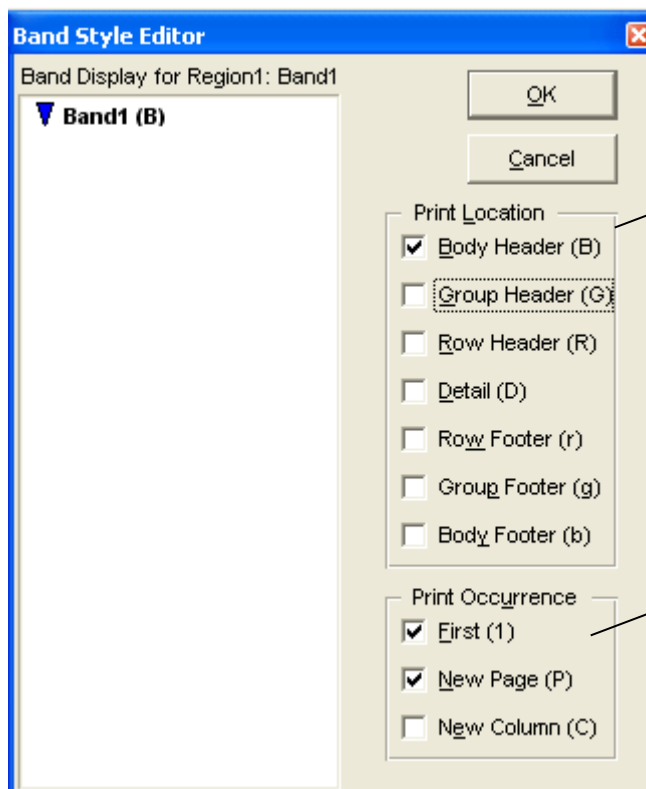 Band Style Editor
Band Display for Region1: Band1
Band1 (B)
OK
Cancel
Print Location
Body Header (B)
Group Header (G)
Row Header (R)
Detail (D)
Row Footer (r)
Group Footer (g)
Body Footer (b)
Print Occurrence
First (1)
New Page (P)
New Column (C)